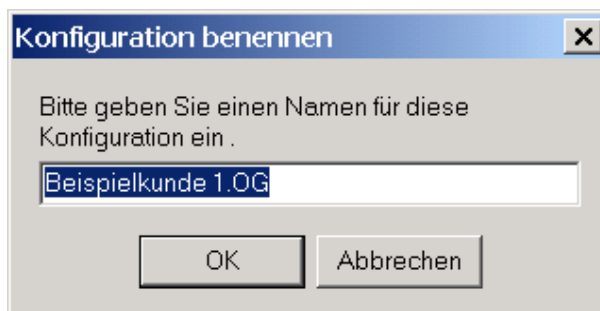 Konfiguration benennen
Bitte geben Sie einen Namen für diese
Konfiguration ein .
Beispielkunde 1.OG
OK Abbrechen